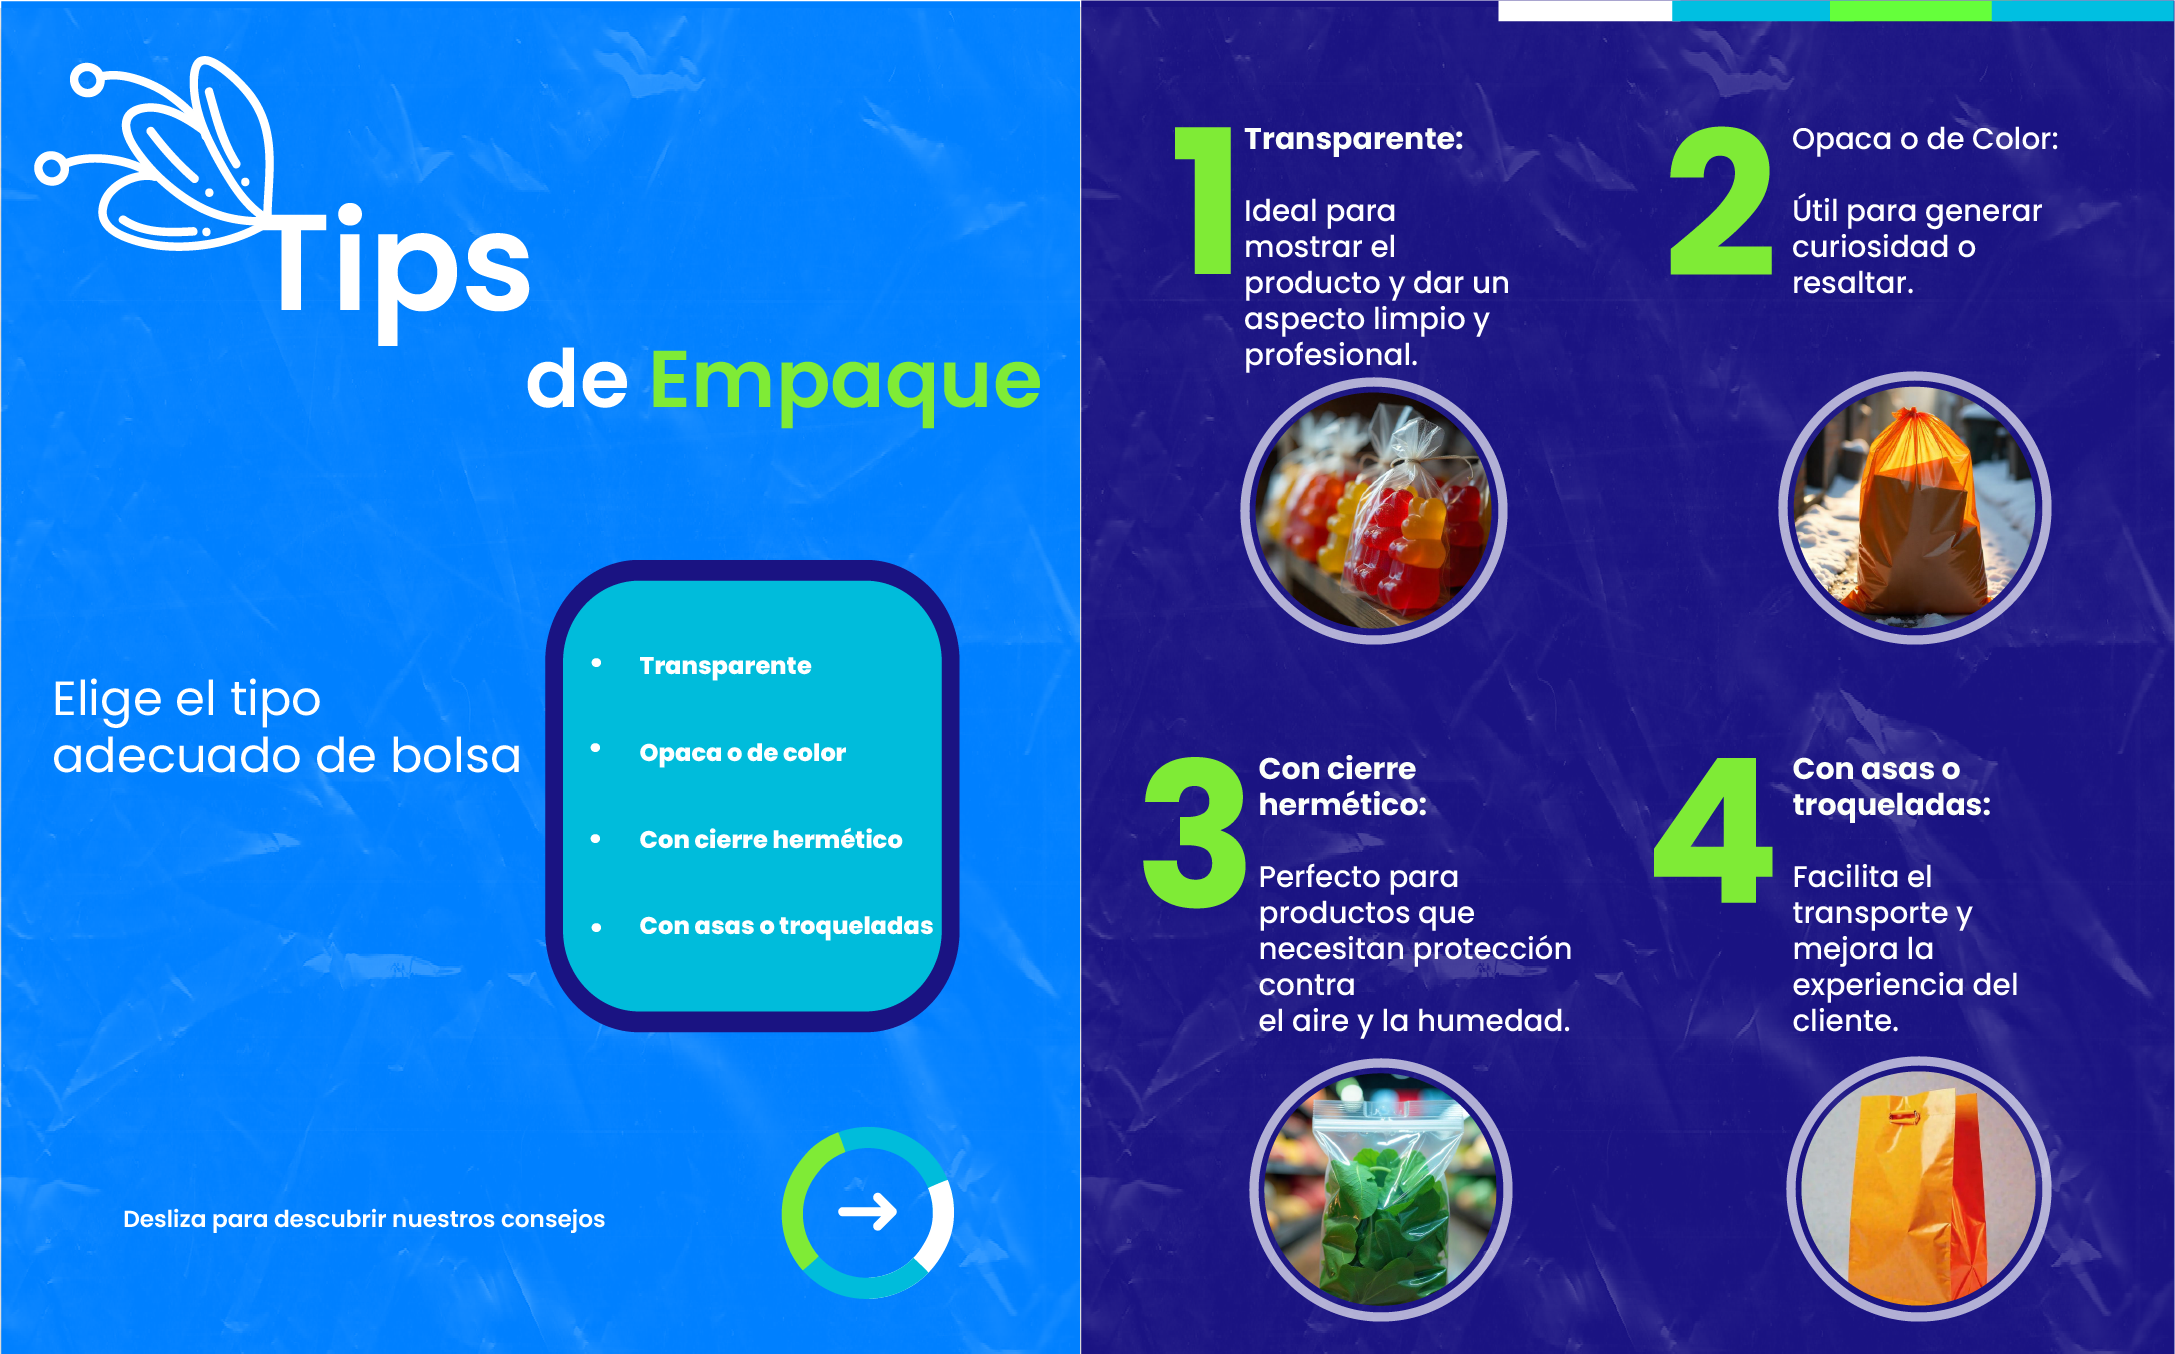 Tips
de Empaque
Elige el tipo
adecuado de bolsa
• Transparente
• Opaca o de color
• Con cierre hermético
• Con asas o troqueladas
Desliza para descubrir nuestros consejos
1
Transparente:
Ideal para
mostrar el
producto y dar un
aspecto limpio y
profesional.
2
Opaca o de Color:
Útil para generar
curiosidad o
resaltar.
3
Con cierre
hermético:
Perfecto para
productos que
necesitan protección
contra
el aire y la humedad.
4
Con asas o
troqueladas:
Facilita el
transporte y
mejora la
experiencia del
cliente.